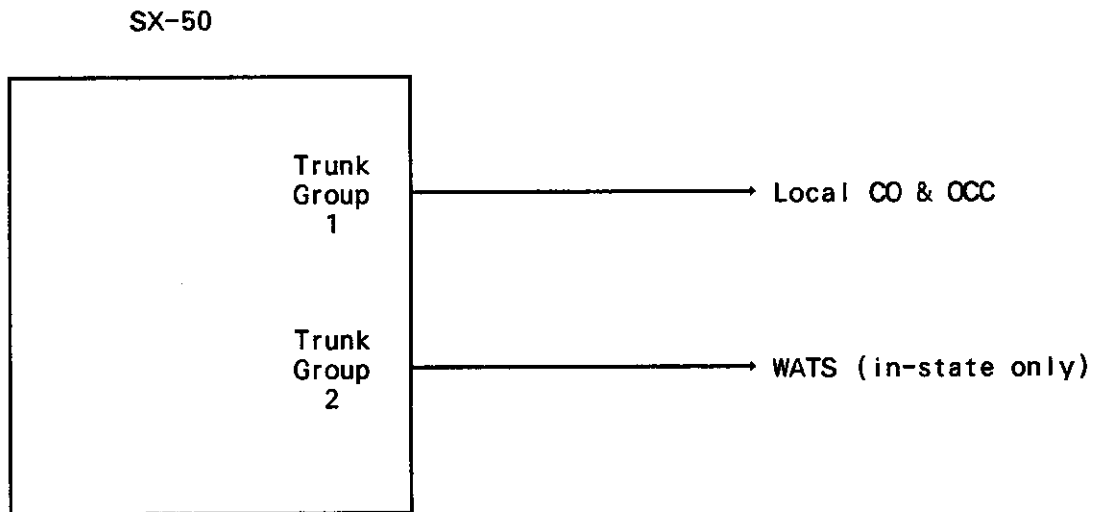 SX-50
Trunk
Group
1
Local CO & OCC
Trunk
Group
2
WATS (in-state only)